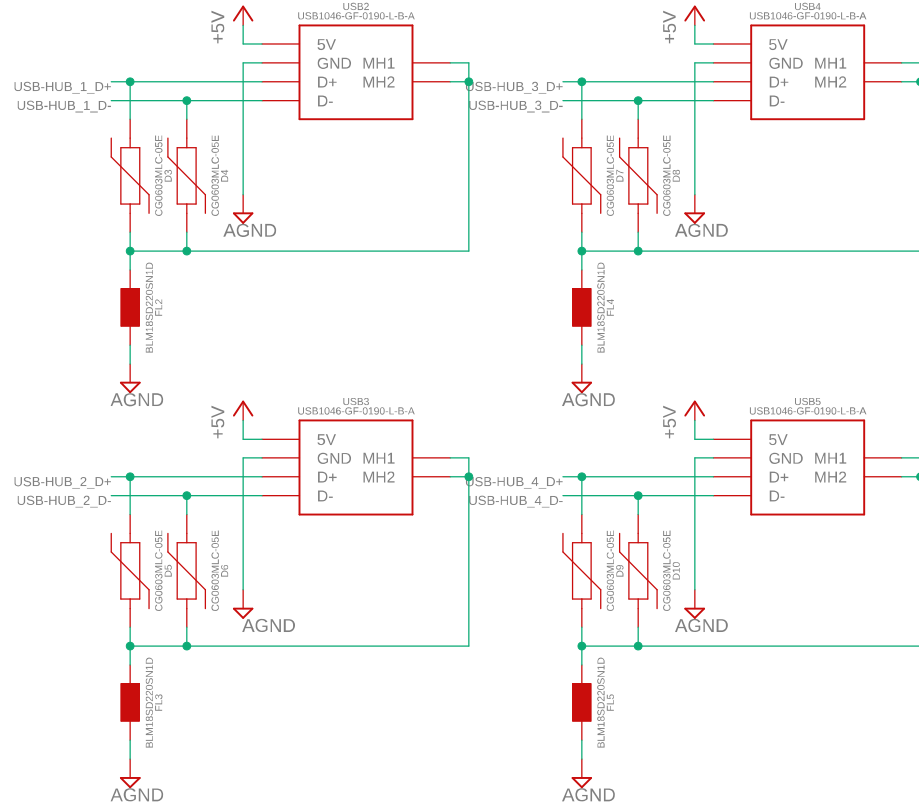 USB2
USB1046-GF-0190-L-B-A
+5V
5V
GND MH1
D+ MH2
D-
USB-HUB_1_D+
USB-HUB_1_D-
CG0603MLC-05E
D3
CG0603MLC-05E
D4
AGND
BLM18SD220SN1D
FL2
AGND
USB4
USB1046-GF-0190-L-B-A
+5V
5V
GND MH1
D+ MH2
D-
USB-HUB_3_D+
USB-HUB_3_D-
CG0603MLC-05E
D7
CG0603MLC-05E
D8
AGND
BLM18SD220SN1D
FL4
AGND
USB3
USB1046-GF-0190-L-B-A
+5V
5V
GND MH1
D+ MH2
D-
USB-HUB_2_D+
USB-HUB_2_D-
CG0603MLC-05E
D5
CG0603MLC-05E
D6
AGND
BLM18SD220SN1D
FL3
AGND
USB5
USB1046-GF-0190-L-B-A
+5V
5V
GND MH1
D+ MH2
D-
USB-HUB_4_D+
USB-HUB_4_D-
CG0603MLC-05E
D9
CG0603MLC-05E
D10
AGND
BLM18SD220SN1D
FL5
AGND